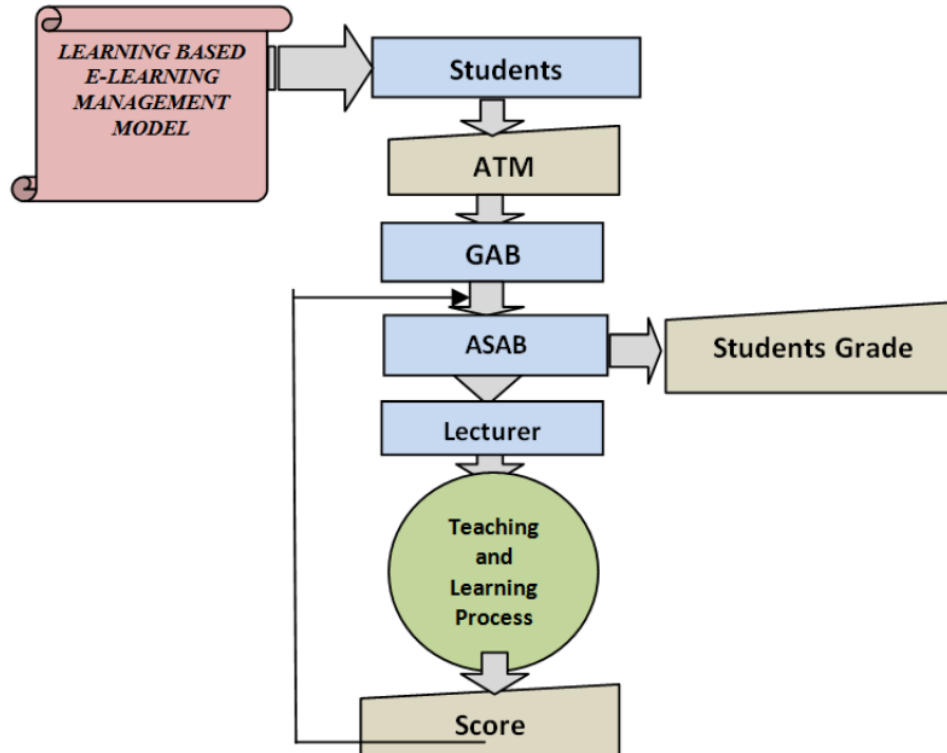 LEARNING BASED
E-LEARNING
MANAGEMENT
MODEL
Students
ATM
GAB
ASAB
Students Grade
Lecturer
Teaching
and
Learning
Process
Score